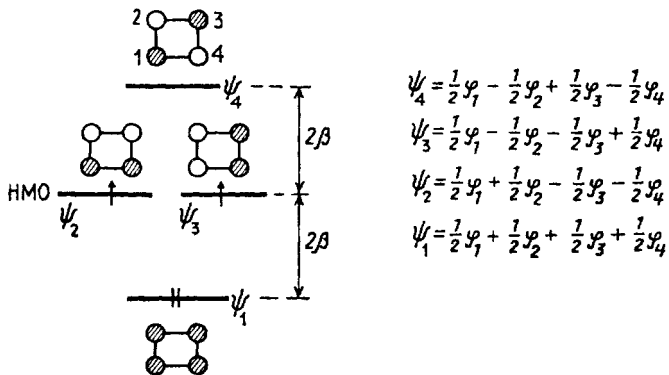 2 3
1 4
ψ₄
2β
HMO
ψ₂ ψ₃
2β
ψ₁
ψ₄ = 1/2 φ₁ − 1/2 φ₂ + 1/2 φ₃ − 1/2 φ₄
ψ₃ = 1/2 φ₁ − 1/2 φ₂ − 1/2 φ₃ + 1/2 φ₄
ψ₂ = 1/2 φ₁ + 1/2 φ₂ − 1/2 φ₃ − 1/2 φ₄
ψ₁ = 1/2 φ₁ + 1/2 φ₂ + 1/2 φ₃ + 1/2 φ₄